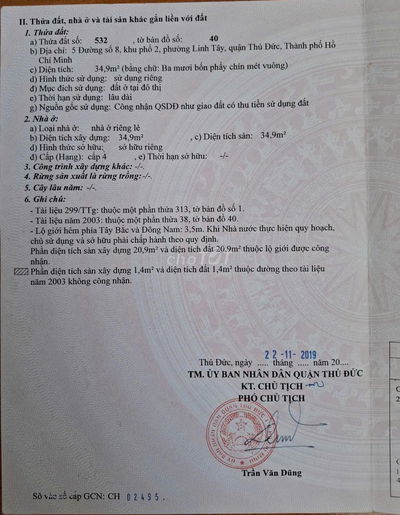 II. Thửa đất, nhà ở và tài sản khác gắn liền với đất
1. Thửa đất:
a) Thửa đất số: 532 , tờ bản đồ số: 40
b) Địa chỉ: 5 Đường số 8, khu phố 2, phường Linh Tây, quận Thủ Đức, Thành phố Hồ
Chí Minh
c) Diện tích: 34,9m² (bằng chữ: Ba mươi bốn phẩy chín mét vuông)
d) Hình thức sử dụng: sử dụng riêng
đ) Mục đích sử dụng: đất ở tại đô thị
e) Thời hạn sử dụng: lâu dài
g) Nguồn gốc sử dụng: Công nhận QSDĐ như giao đất có thu tiền sử dụng đất
2. Nhà ở:
a) Loại nhà ở: nhà ở riêng lẻ
b) Diện tích xây dựng: 34,9m² , c) Diện tích sàn: 34,9m²
d) Hình thức sở hữu: sở hữu riêng
đ) Cấp (Hạng): cấp 4 , e) Thời hạn sở hữu: -/-
3. Công trình xây dựng khác: -/-
4. Rừng sản xuất là rừng trồng: -/-
5. Cây lâu năm: -/-
6. Ghi chú:
- Tài liệu 299/TTg: thuộc một phần thửa 313, tờ bản đồ số 1.
- Tài liệu năm 2003: thuộc một phần thửa 38, tờ bản đồ 40.
- Lộ giới hẻm phía Tây Bắc và Đông Nam: 3,5m. Khi Nhà nước thực hiện quy hoạch,
chủ sử dụng và sở hữu phải chấp hành theo quy định.
Phần diện tích sàn xây dựng 20,9m² và diện tích đất 20.9m² thuộc lộ giới được công
nhận.
Phần diện tích sàn xây dựng 1,4m² và diện tích đất 1,4m² thuộc đường theo tài liệu
năm 2003 không công nhận.
chợTỐT
Thủ Đức, ngày 22-11-2019 tháng ..... năm 20....
TM. ỦY BAN NHÂN DÂN QUẬN THỦ ĐỨC
KT. CHỦ TỊCH
PHÓ CHỦ TỊCH
Trần Văn Dũng
Số vào sổ cấp GCN: CH 02495.